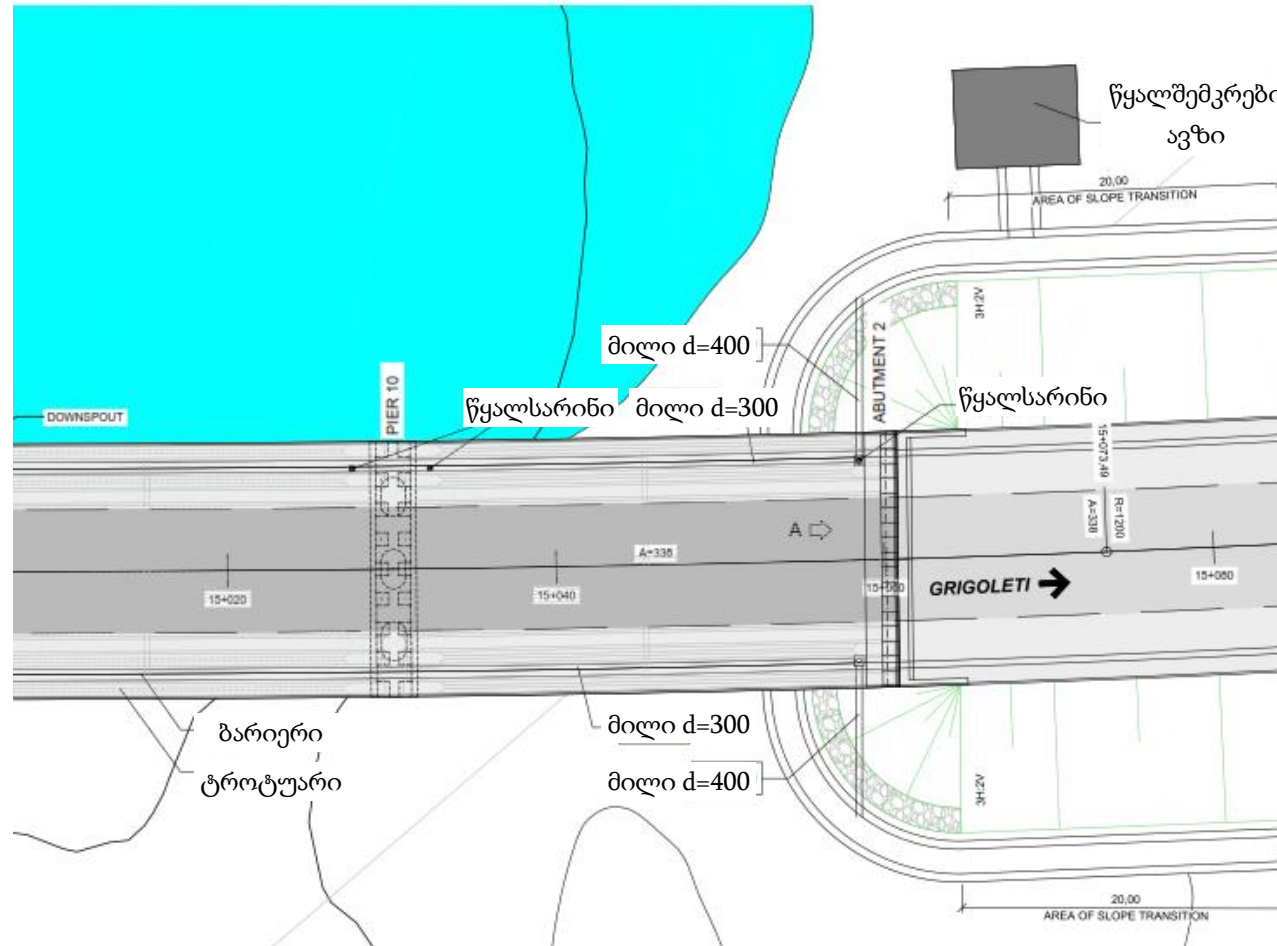 წყალშემკრები
ავზი
20,00
AREA OF SLOPE TRANSITION
3H:2V
მილი d=400
ABUTMENT 2
PIER 10
DOWNSPOUT
წყალსარინი
მილი d=300
წყალსარინი
15+073,49
A=338
R=1200
A
A=338
15+020
15+040
15+060
GRIGOLETI
15+080
ბარიერი
ტროტუარი
მილი d=300
მილი d=400
3H:2V
20,00
AREA OF SLOPE TRANSITION